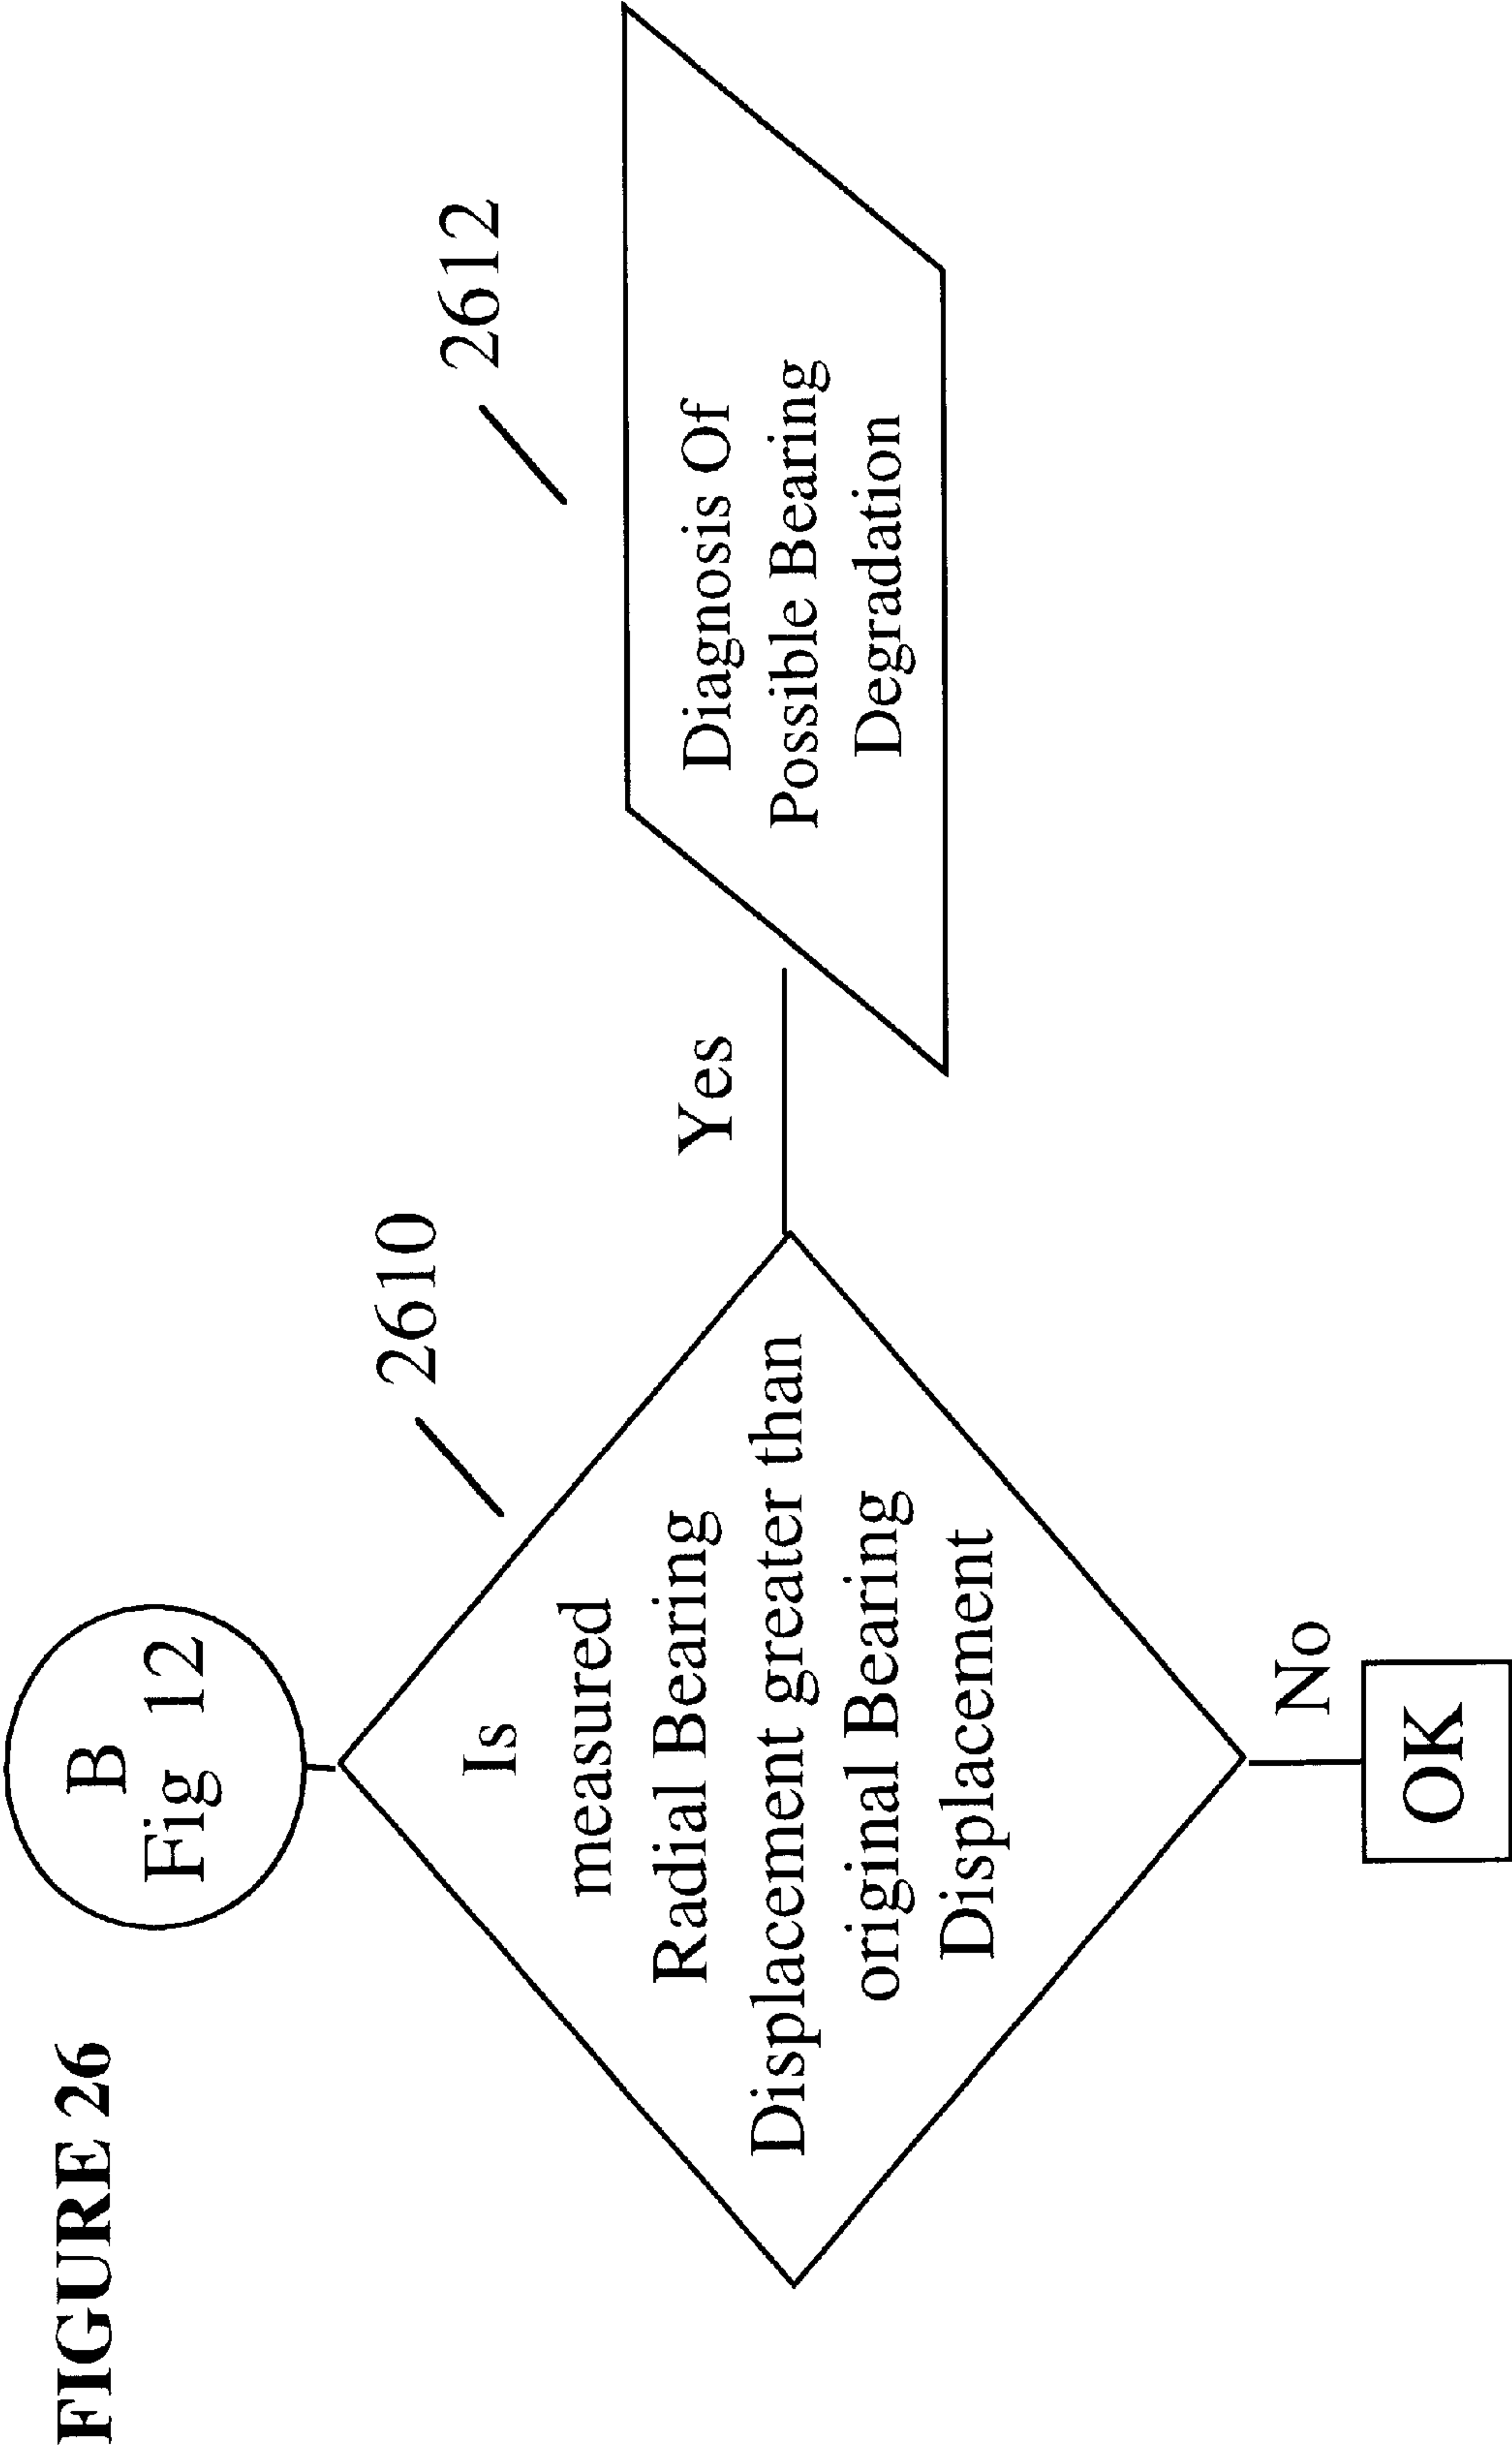 FIGURE 26
B
Fig 12
2610
Is
measured
Radial Bearing
Displacement greater than
original Bearing
Displacement
Yes
2612
Diagnosis Of
Possible Bearing
Degradation
No
OK